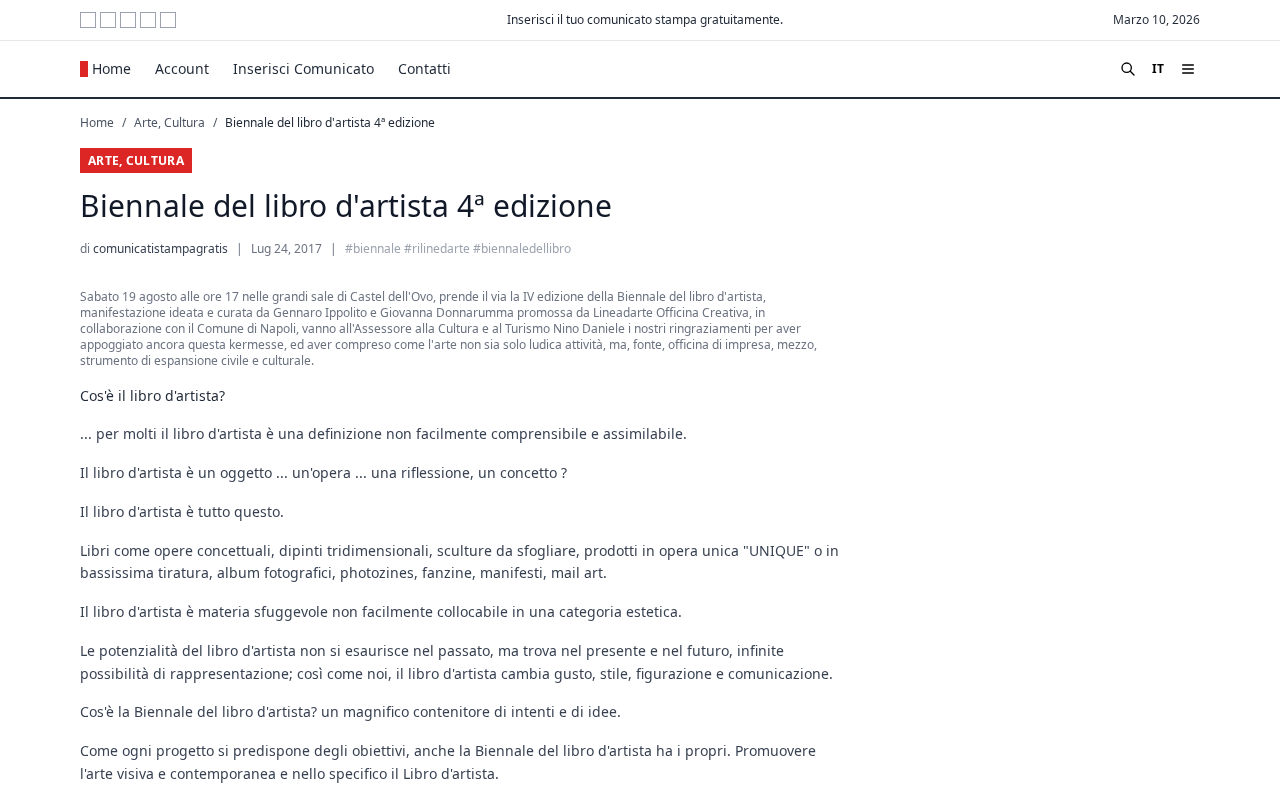 Inserisci il tuo comunicato stampa gratuitamente.
Marzo 10, 2026
Home Account Inserisci Comunicato Contatti
IT
Home / Arte, Cultura / Biennale del libro d'artista 4ª edizione
ARTE, CULTURA
Biennale del libro d'artista 4ª edizione
di comunicatistampagratis | Lug 24, 2017 | #biennale #rilinedarte #biennaledellibro
Sabato 19 agosto alle ore 17 nelle grandi sale di Castel dell'Ovo, prende il via la IV edizione della Biennale del libro d'artista,
manifestazione ideata e curata da Gennaro Ippolito e Giovanna Donnarumma promossa da Lineadarte Officina Creativa, in
collaborazione con il Comune di Napoli, vanno all'Assessore alla Cultura e al Turismo Nino Daniele i nostri ringraziamenti per aver
appoggiato ancora questa kermesse, ed aver compreso come l'arte non sia solo ludica attività, ma, fonte, officina di impresa, mezzo,
strumento di espansione civile e culturale.
Cos'è il libro d'artista?
... per molti il libro d'artista è una definizione non facilmente comprensibile e assimilabile.
Il libro d'artista è un oggetto ... un'opera ... una riflessione, un concetto ?
Il libro d'artista è tutto questo.
Libri come opere concettuali, dipinti tridimensionali, sculture da sfogliare, prodotti in opera unica "UNIQUE" o in
bassissima tiratura, album fotografici, photozines, fanzine, manifesti, mail art.
Il libro d'artista è materia sfuggevole non facilmente collocabile in una categoria estetica.
Le potenzialità del libro d'artista non si esaurisce nel passato, ma trova nel presente e nel futuro, infinite
possibilità di rappresentazione; così come noi, il libro d'artista cambia gusto, stile, figurazione e comunicazione.
Cos'è la Biennale del libro d'artista? un magnifico contenitore di intenti e di idee.
Come ogni progetto si predispone degli obiettivi, anche la Biennale del libro d'artista ha i propri. Promuovere
l'arte visiva e contemporanea e nello specifico il Libro d'artista.